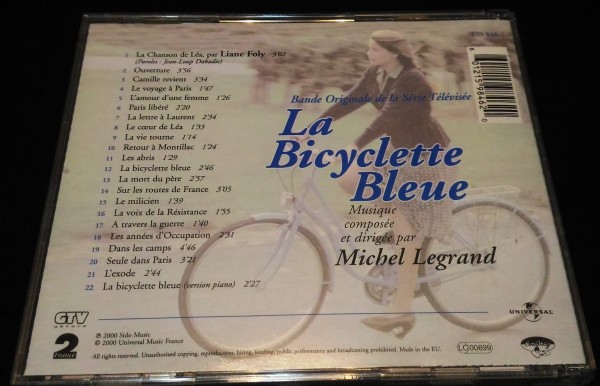 1 La Chanson de Léa, par Liane Foly 3'02
(Paroles : Jean-Loup Dabadie)
2 Ouverture 3'56
3 Camille revient 3'34
4 Le voyage à Paris 1'47
5 L'amour d'une femme 1'26
6 Paris libéré 2'20
7 La lettre à Laurent 2'34
8 Le cœur de Léa 1'33
9 La vie tourne 1'14
10 Retour à Montillac 1'24
11 Les abris 1'29
12 La bicyclette bleue 2'46
13 La mort du père 2'57
14 Sur les routes de France 3'05
15 Le milicien 1'39
16 La voix de la Résistance 1'55
17 A travers la guerre 1'40
18 Les années d'Occupation 2'31
19 Dans les camps 4'46
20 Seule dans Paris 3'21
21 L'exode 2'44
22 La bicyclette bleue (version piano) 2'27
Bande Originale de la Série Télévisée
La
Bicyclette
Bleue
Musique
composée
et dirigée par
Michel Legrand
GTV
2
France
℗ 2000 Sido Music
© 2000 Universal Music France
All rights reserved. Unauthorised copying, reproduction, hiring, lending, public performance and broadcasting prohibited. Made in the EU.
LC00699
UNIVERSAL